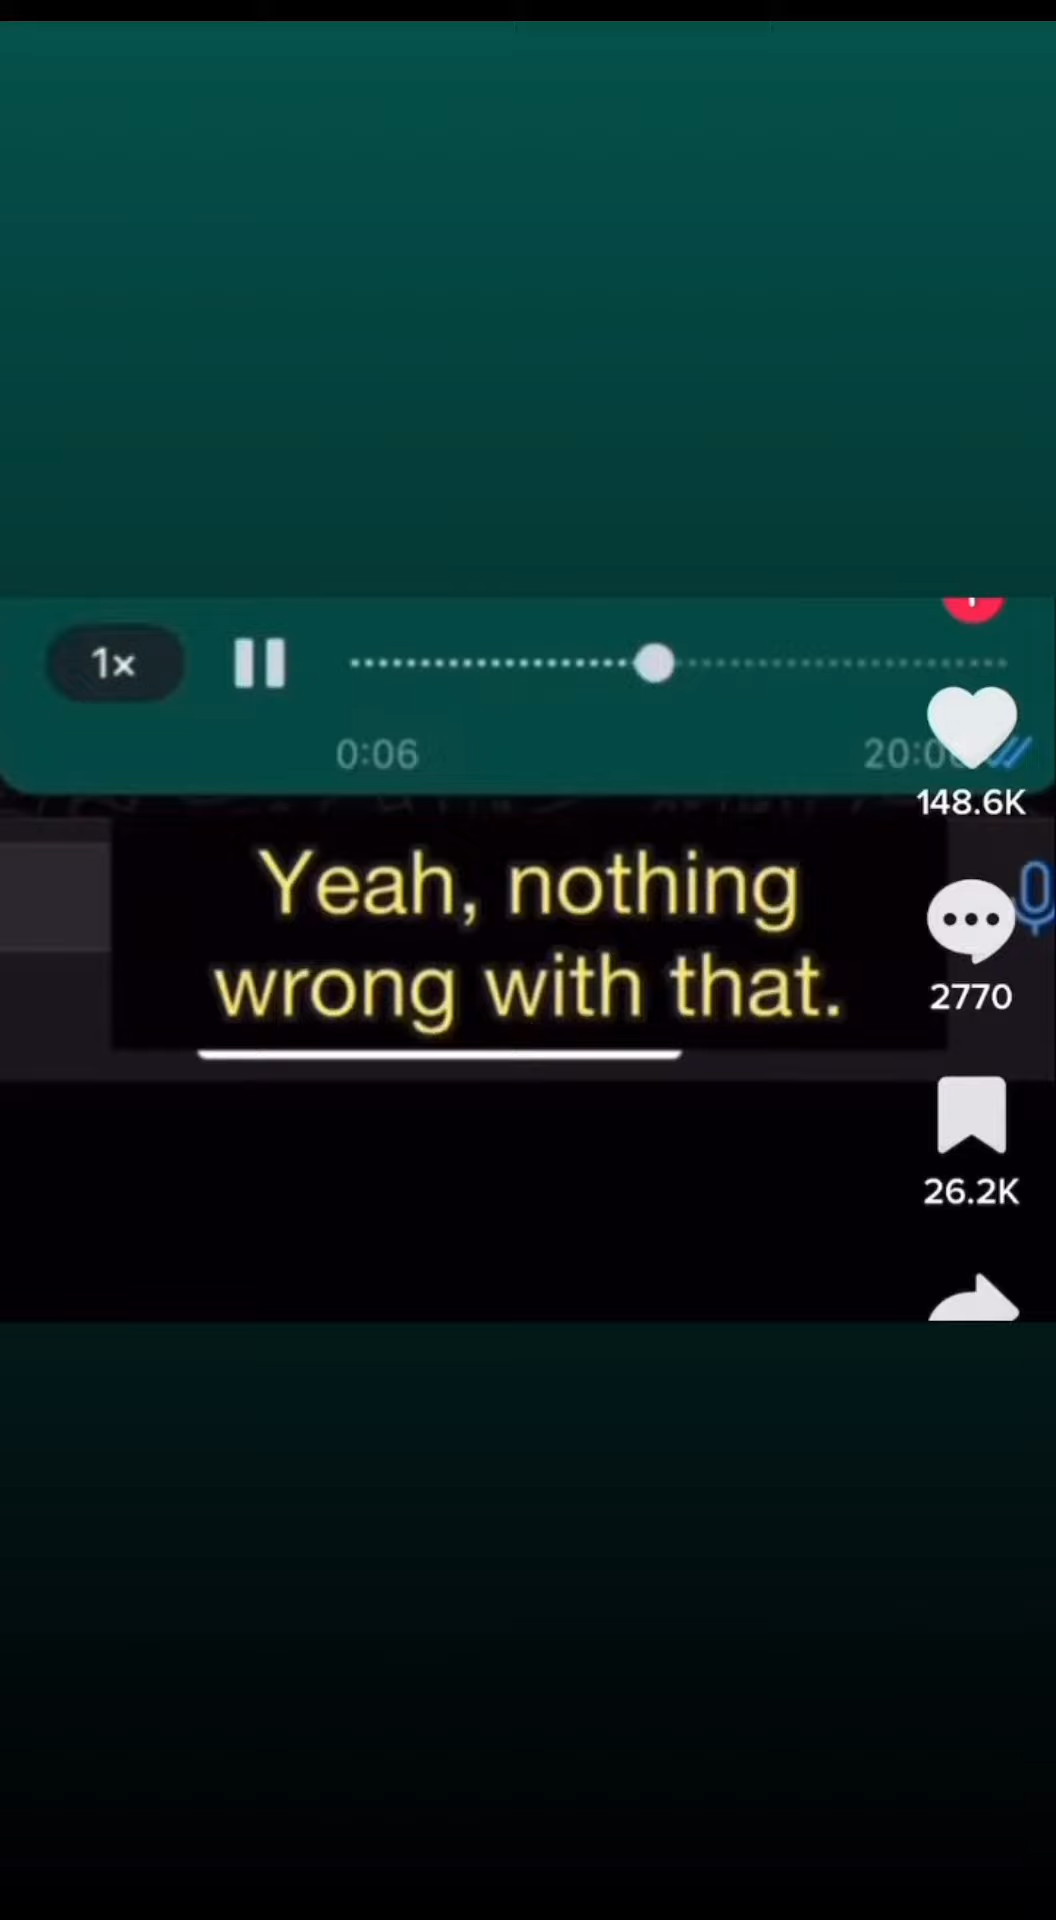 1x
0:06
148.6K
Yeah, nothing
wrong with that.
2770
26.2K